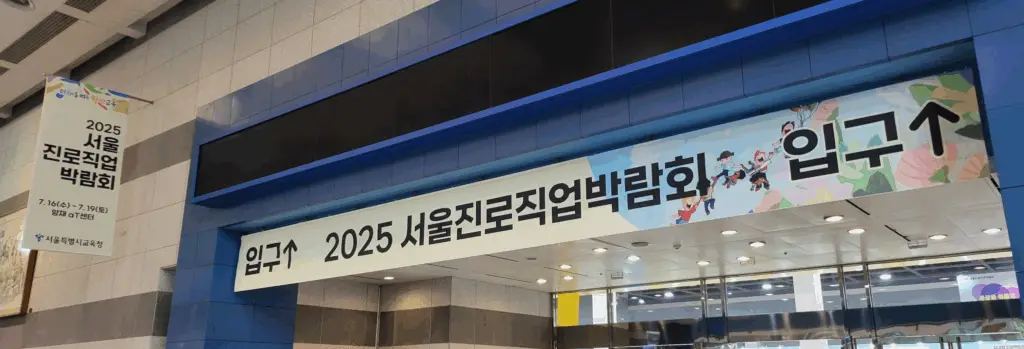 2025
서울
진로직업
박람회
7. 16(수) ~ 7. 19(토)
양재 aT센터
서울특별시교육청
입구↑ 2025 서울진로직업박람회 입구↑